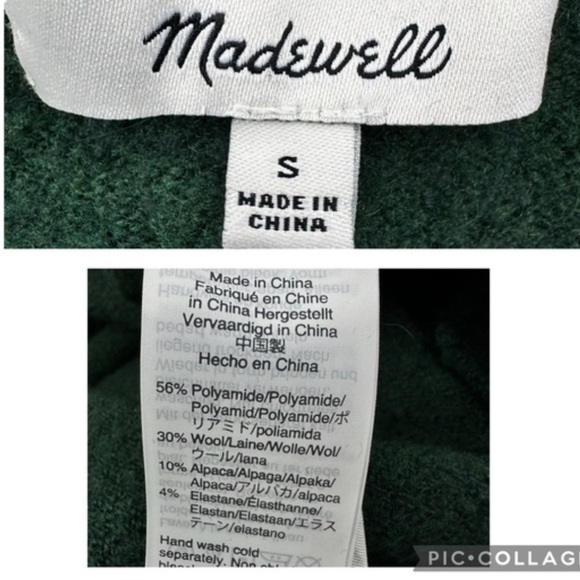 Madewell
S
MADE IN
CHINA
Made in China
Fabriqué en Chine
in China Hergestellt
Vervaardigd in China
中国製
Hecho en China
56% Polyamide/Polyamide/
Polyamid/Polyamide/ポ
リアミド/poliamida
30% Wool/Laine/Wolle/Wol/
ウール/lana
10% Alpaca/Alpaga/Alpaka/
Alpaca/アルパカ/alpaca
4% Elastane/Élasthanne/
Elastan/Elastaan/エラス
テーン/elastano
Hand wash cold
separately. Non
PIC•COLLAG